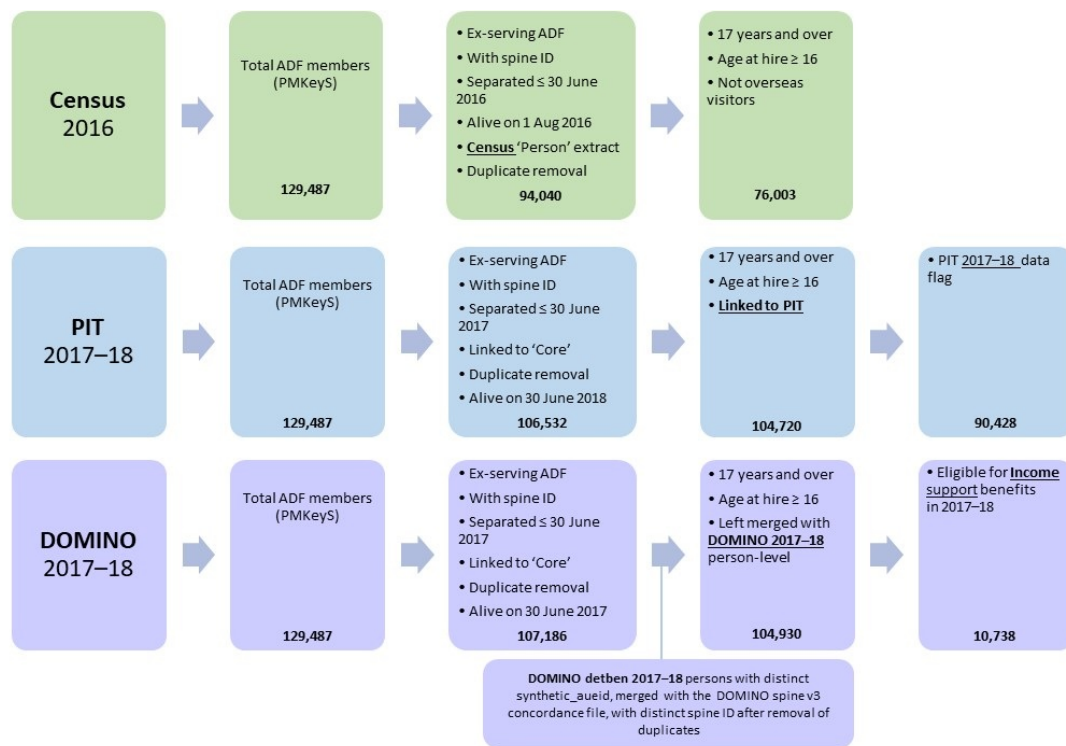 Census
2016
Total ADF members
(PMKeyS)
129,487
• Ex-serving ADF
• With spine ID
• Separated ≤ 30 June
2016
• Alive on 1 Aug 2016
• Census 'Person' extract
• Duplicate removal
94,040
• 17 years and over
• Age at hire ≥ 16
• Not overseas
visitors
76,003
PIT
2017–18
Total ADF members
(PMKeyS)
129,487
• Ex-serving ADF
• With spine ID
• Separated ≤ 30 June
2017
• Linked to 'Core'
• Duplicate removal
• Alive on 30 June 2018
106,532
• 17 years and over
• Age at hire ≥ 16
• Linked to PIT
104,720
• PIT 2017–18 data
flag
90,428
DOMINO
2017–18
Total ADF members
(PMKeyS)
129,487
• Ex-serving ADF
• With spine ID
• Separated ≤ 30 June
2017
• Linked to 'Core'
• Duplicate removal
• Alive on 30 June 2017
107,186
• 17 years and over
• Age at hire ≥ 16
• Left merged with
DOMINO 2017–18
person-level
104,930
• Eligible for Income
support benefits
in 2017–18
10,738
DOMINO detben 2017–18 persons with distinct
synthetic_aueid, merged with the DOMINO spine v3
concordance file, with distinct spine ID after removal of
duplicates